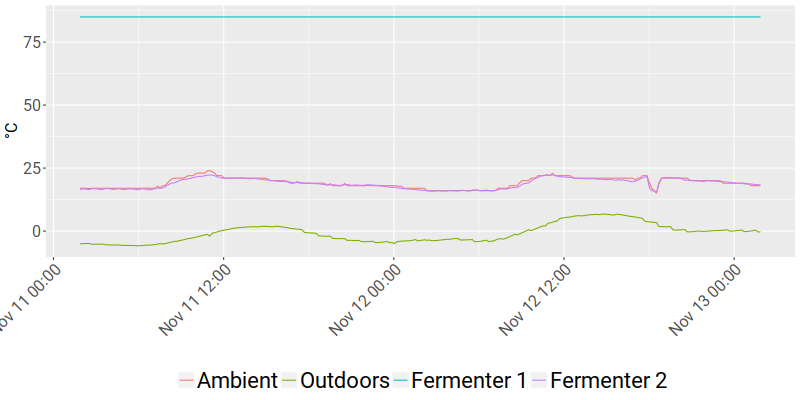 75
50
°C
25
0
Nov 11 00:00
Nov 11 12:00
Nov 12 00:00
Nov 12 12:00
Nov 13 00:00
Ambient Outdoors Fermenter 1 Fermenter 2